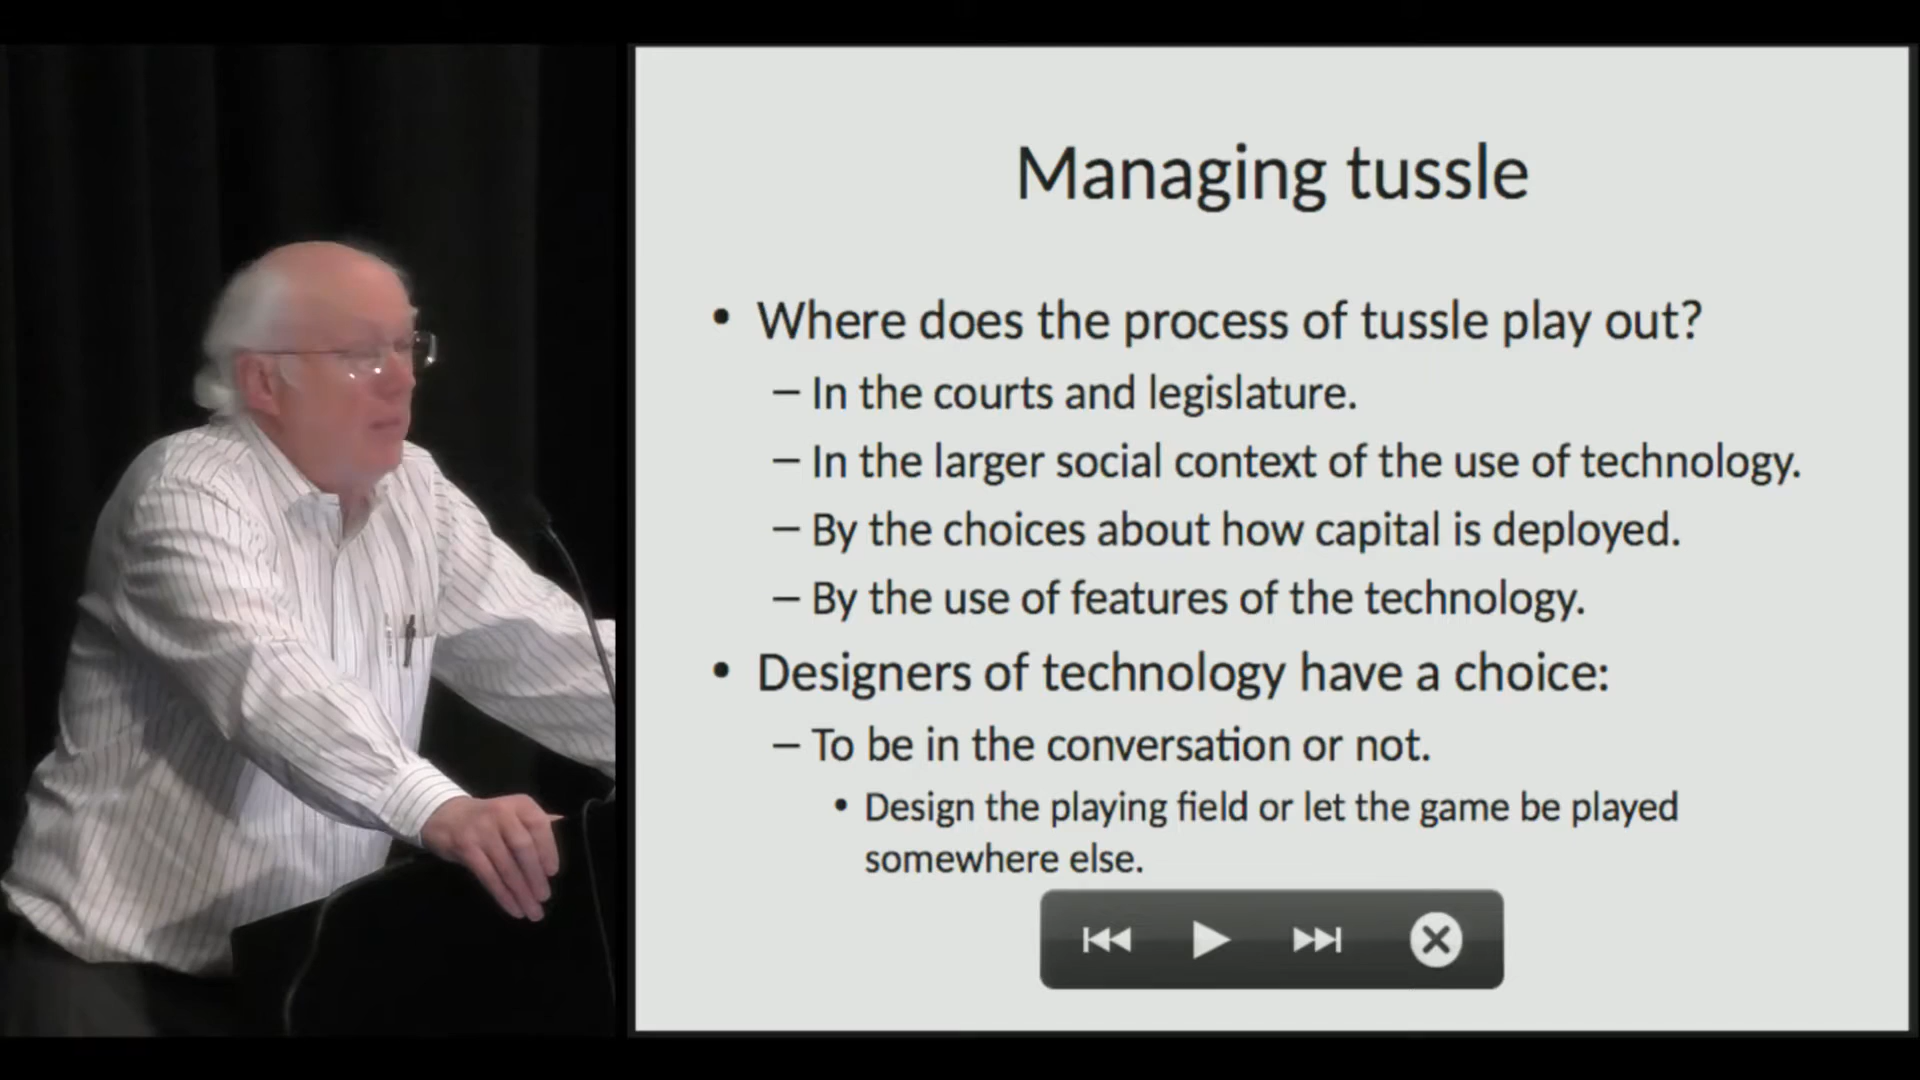 Managing tussle
• Where does the process of tussle play out?
– In the courts and legislature.
– In the larger social context of the use of technology.
– By the choices about how capital is deployed.
– By the use of features of the technology.
• Designers of technology have a choice:
– To be in the conversation or not.
• Design the playing field or let the game be played
somewhere else.